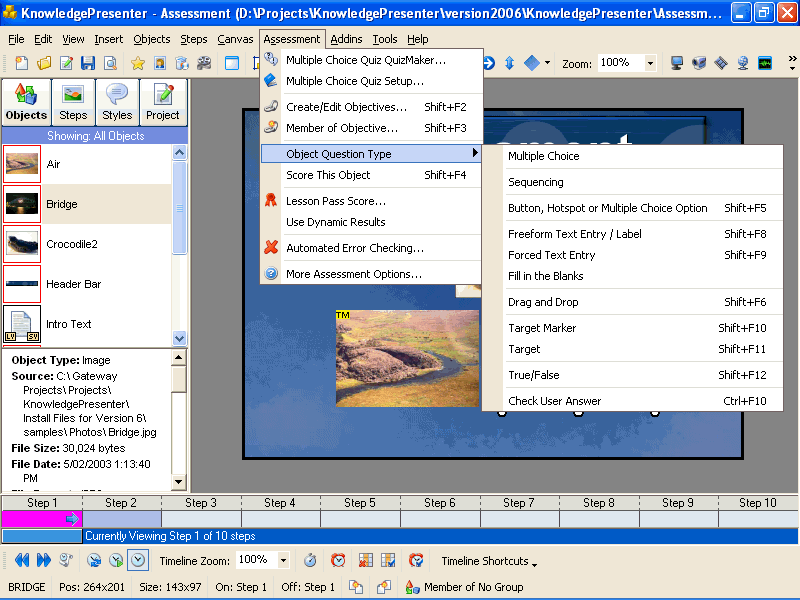 KnowledgePresenter - Assessment (D:\Projects\KnowledgePresenter\version2006\KnowledgePresenter\Assessm...
File Edit View Insert Objects Steps Canvas Assessment Addins Tools Help
Zoom: 100%
Objects Steps Styles Project
Showing: All Objects
Air
Bridge
Crocodile2
Header Bar
Intro Text
LV SV
Object Type: Image
Source: C:\Gateway
Projects\Projects\
KnowledgePresenter\
Install Files for Version 6\
samples\Photos\Bridge.jpg
File Size: 30,024 bytes
File Date: 5/02/2003 1:13:40
PM
Multiple Choice Quiz QuizMaker...
Multiple Choice Quiz Setup...
Create/Edit Objectives... Shift+F2
Member of Objective... Shift+F3
Object Question Type
Score This Object Shift+F4
Lesson Pass Score...
Use Dynamic Results
Automated Error Checking...
More Assessment Options...
Multiple Choice
Sequencing
Button, Hotspot or Multiple Choice Option Shift+F5
Freeform Text Entry / Label Shift+F8
Forced Text Entry Shift+F9
Fill in the Blanks
Drag and Drop Shift+F6
Target Marker Shift+F10
Target Shift+F11
True/False Shift+F12
Check User Answer Ctrl+F10
TM
Step 1 Step 2 Step 3 Step 4 Step 5 Step 6 Step 7 Step 8 Step 9 Step 10
Currently Viewing Step 1 of 10 steps
Timeline Zoom: 100% Timeline Shortcuts
BRIDGE Pos: 264x201 Size: 143x97 On: Step 1 Off: Step 1 Member of No Group